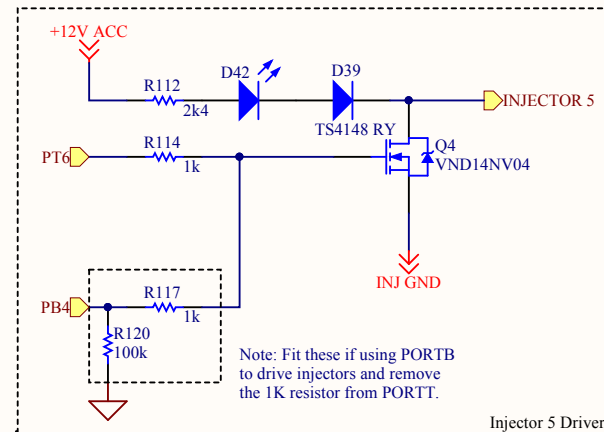 +12V ACC
D42
D39
R112
2k4
INJECTOR 5
TS4148 RY
R114
Q4
VND14NV04
PT6
1k
INJ GND
R117
PB4
1k
R120
100k
Note: Fit these if using PORTB
to drive injectors and remove
the 1K resistor from PORTT.
Injector 5 Driver